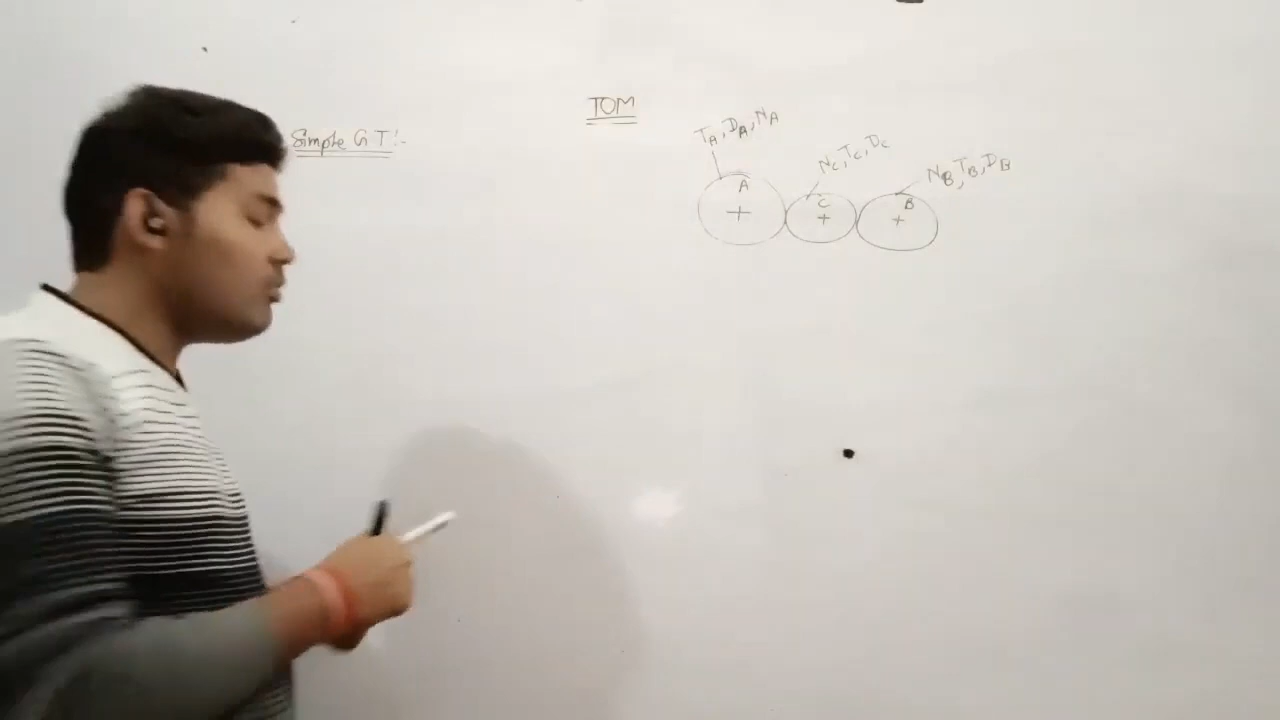 TOM
Simple G T:-
TA, DA, NA
NC, TC, DC
NB, TB, DB
A
C
B